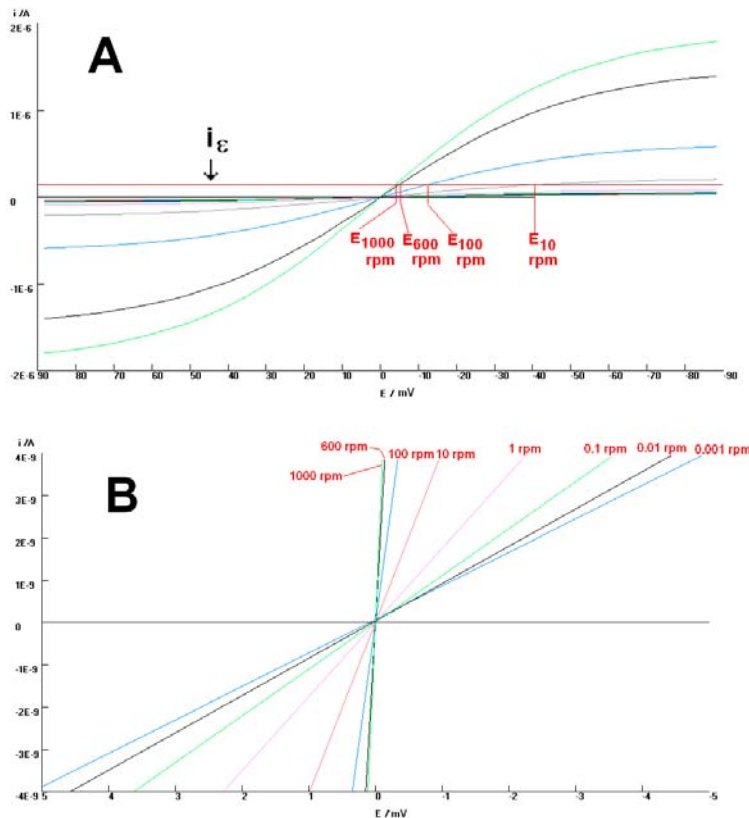 i /A
2E-6
A
1E-6
iε
↓
0
E1000 rpm
E600 rpm
E100 rpm
E10 rpm
-1E-6
-2E-6
90 80 70 60 50 40 30 20 10 0 -10 -20 -30 -40 -50 -60 -70 -80 -90
E / mV
i /A
4E-9
600 rpm
1000 rpm
100 rpm
10 rpm
1 rpm
0.1 rpm
0.01 rpm
0.001 rpm
B
3E-9
2E-9
1E-9
0
-1E-9
-2E-9
-3E-9
-4E-9
5 4 3 2 1 0 -1 -2 -3 -4 -5
E / mV